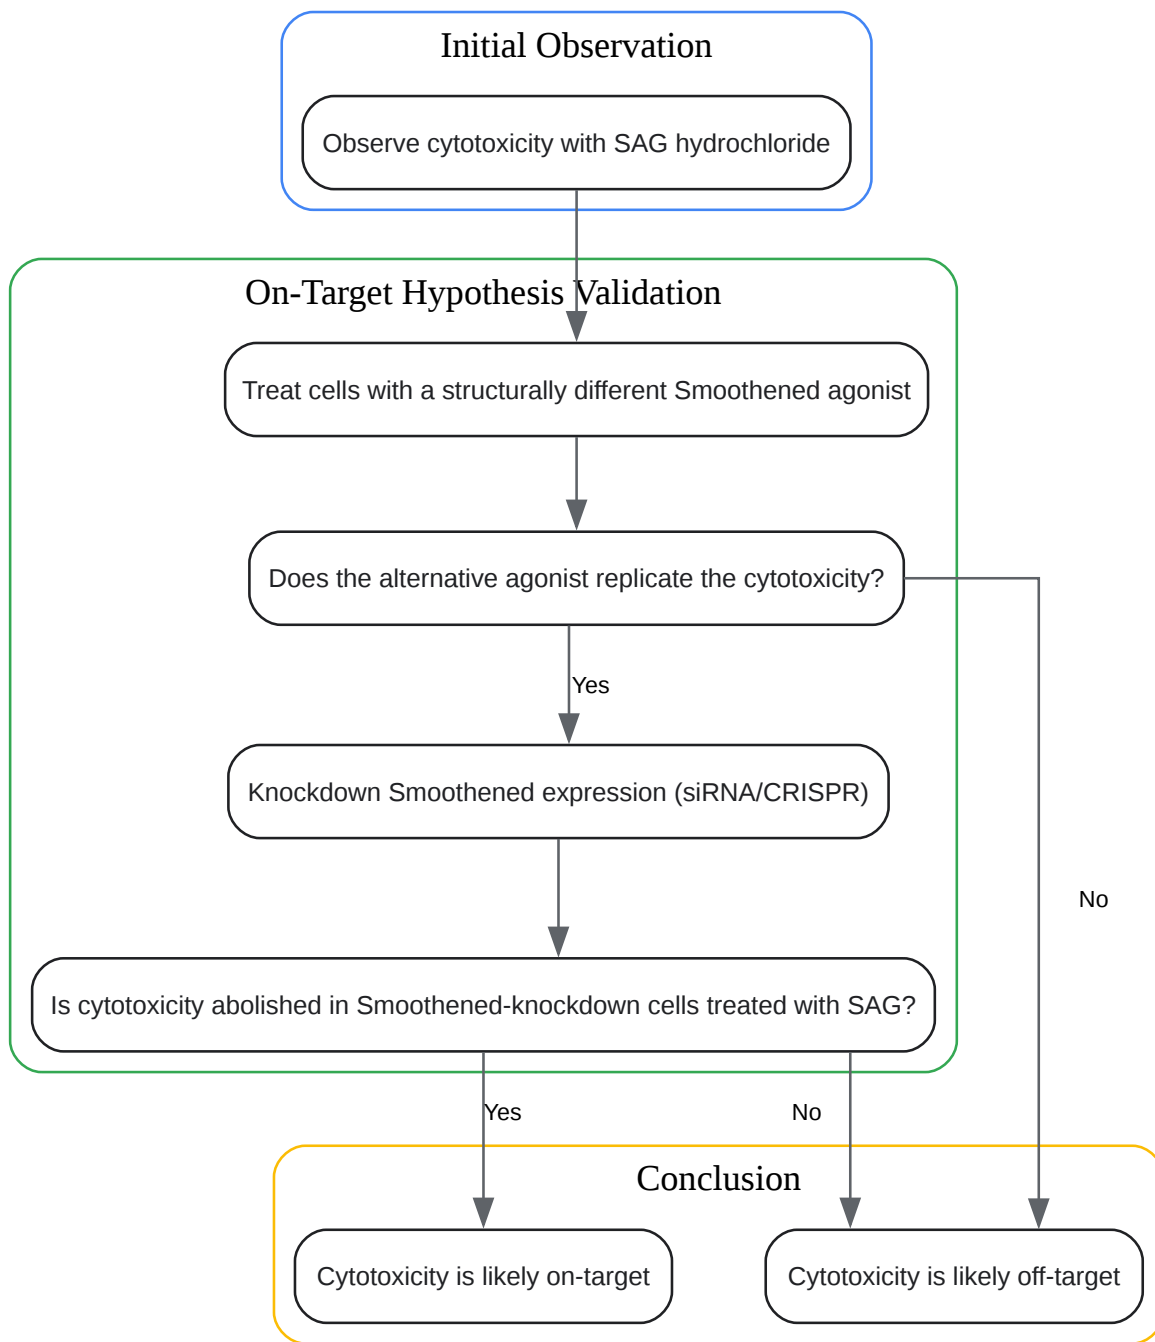 Initial Observation
Observe cytotoxicity with SAG hydrochloride
On-Target Hypothesis Validation
Treat cells with a structurally different Smoothened agonist
Does the alternative agonist replicate the cytotoxicity?
Yes
Knockdown Smoothened expression (siRNA/CRISPR)
No
Is cytotoxicity abolished in Smoothened-knockdown cells treated with SAG?
Yes
No
Conclusion
Cytotoxicity is likely on-target
Cytotoxicity is likely off-target